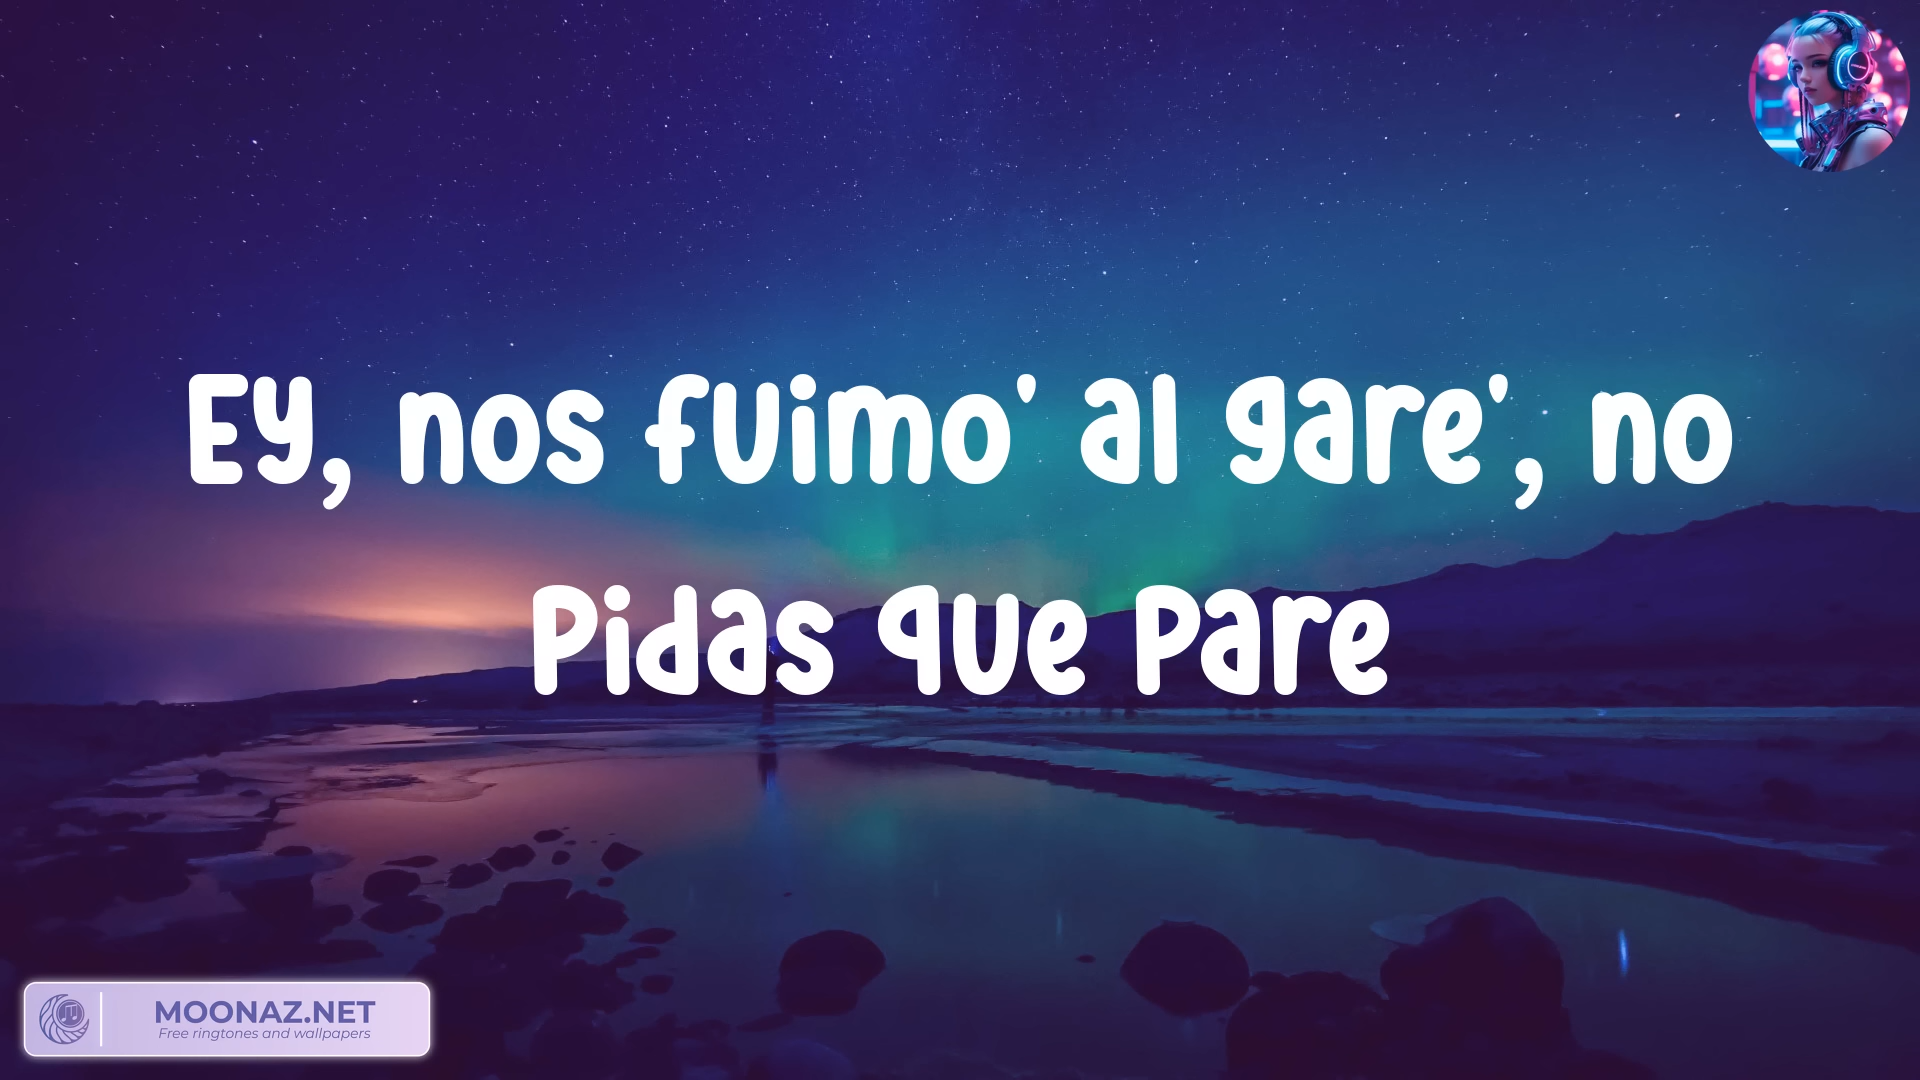 Ey, nos fuimo' al gare', no
pidas que pare
MOONAZ.NET
Free ringtones and wallpapers